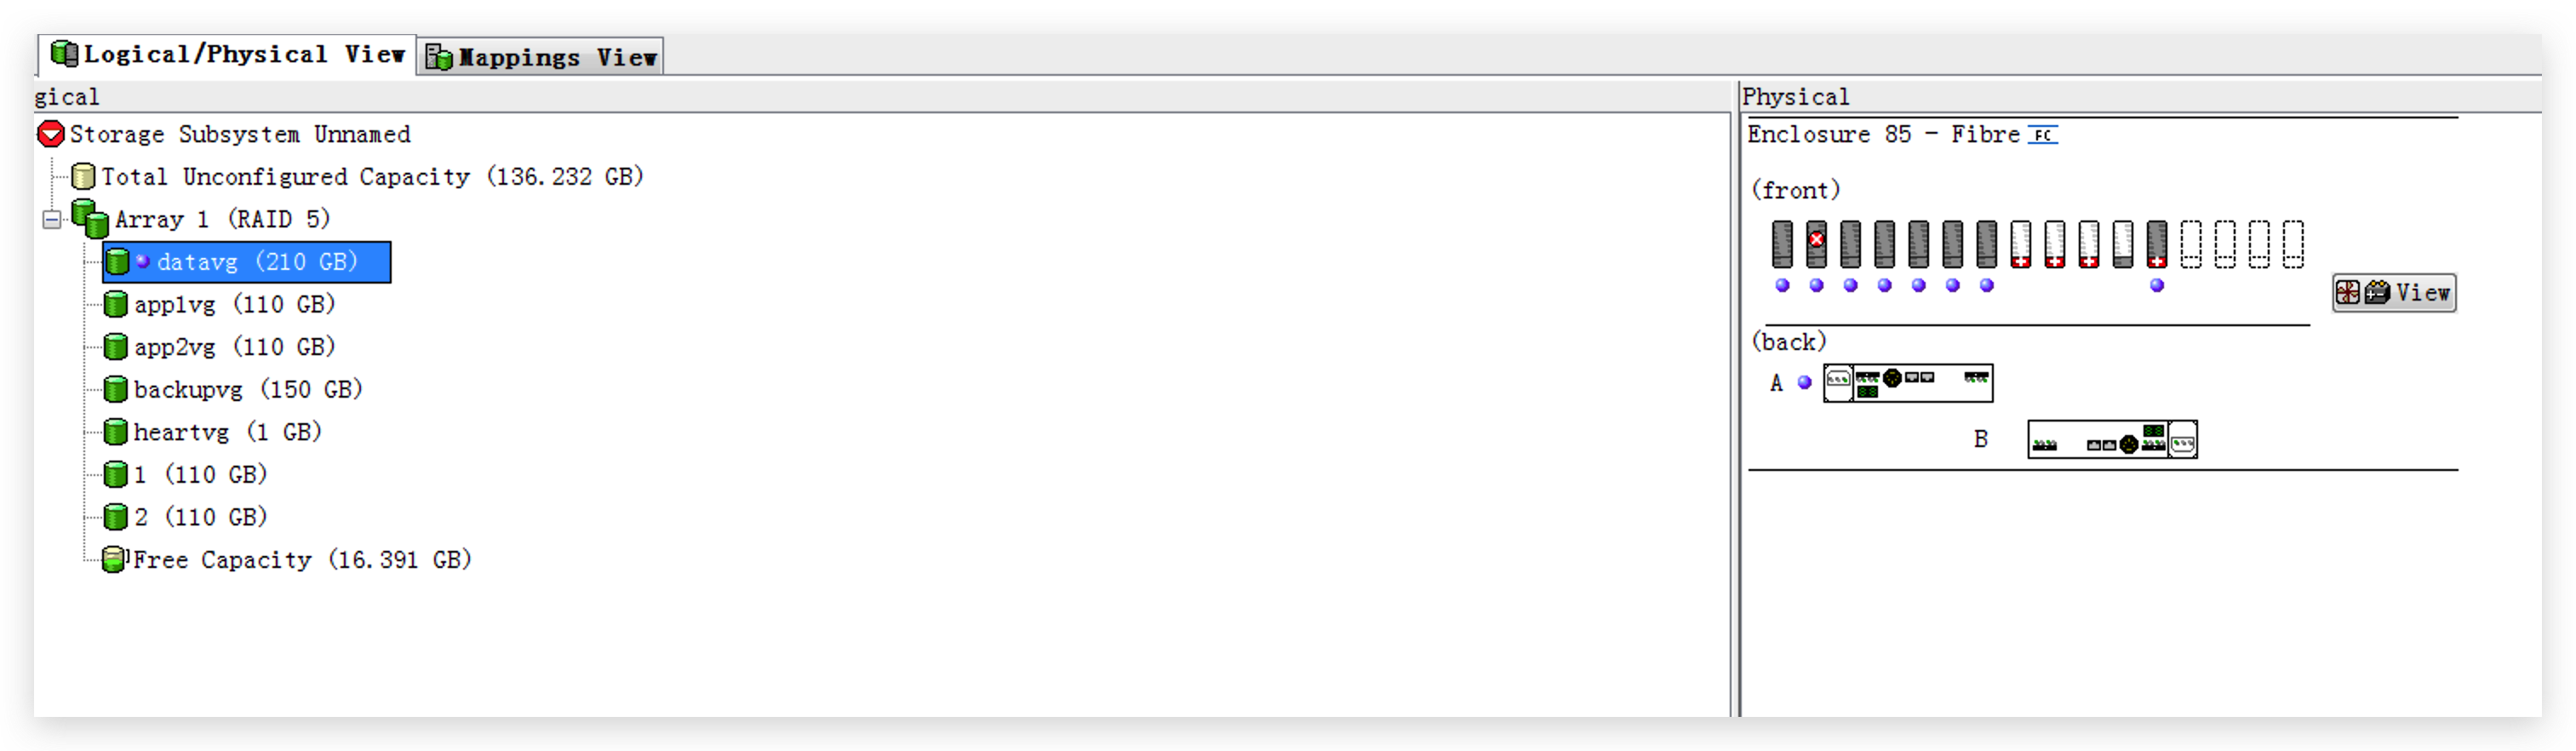 Logical/Physical View
Mappings View
gical
Storage Subsystem Unnamed
Total Unconfigured Capacity (136.232 GB)
Array 1 (RAID 5)
datavg (210 GB)
app1vg (110 GB)
app2vg (110 GB)
backupvg (150 GB)
heartvg (1 GB)
1 (110 GB)
2 (110 GB)
Free Capacity (16.391 GB)
Physical
Enclosure 85 - Fibre FC
(front)
View
(back)
A
B